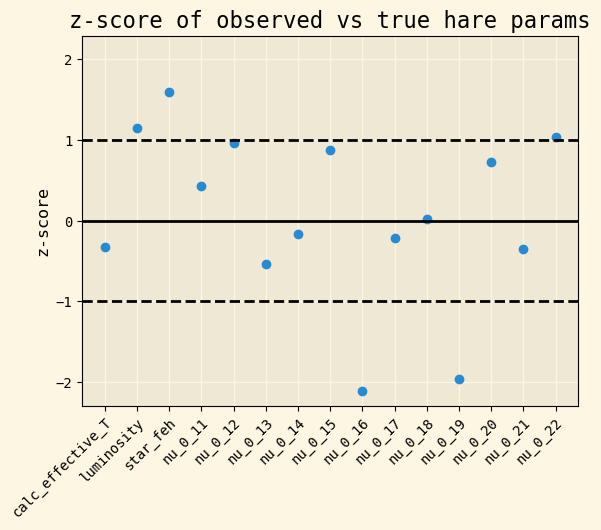 z-score of observed vs true hare params
z-score
2
1
0
−1
−2
calc_effective_T
luminosity
star_feh
nu_0_11
nu_0_12
nu_0_13
nu_0_14
nu_0_15
nu_0_16
nu_0_17
nu_0_18
nu_0_19
nu_0_20
nu_0_21
nu_0_22